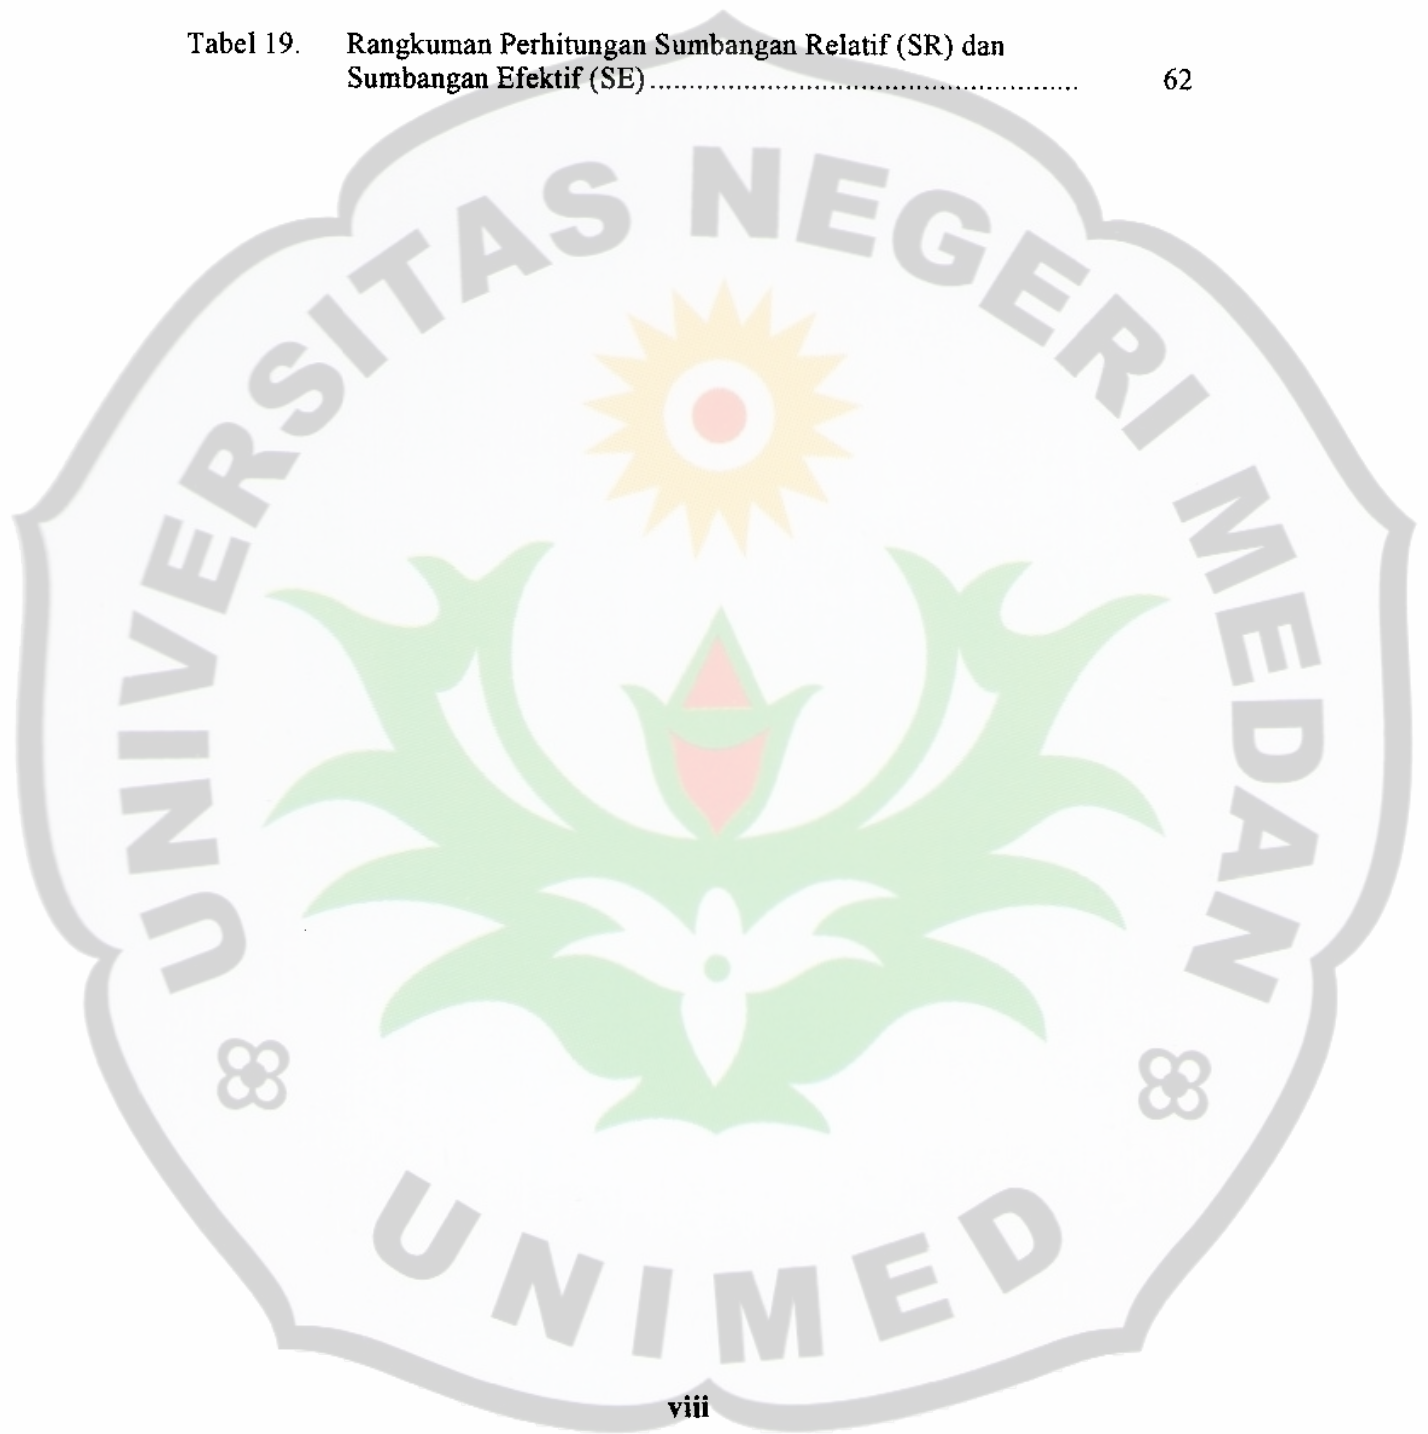 Tabel 19. Rangkuman Perhitungan Sumbangan Relatif (SR) dan
Sumbangan Efektif (SE) ...................................................... 62
UNIVERSITAS NEGERI MEDAN
UNIMED
viii